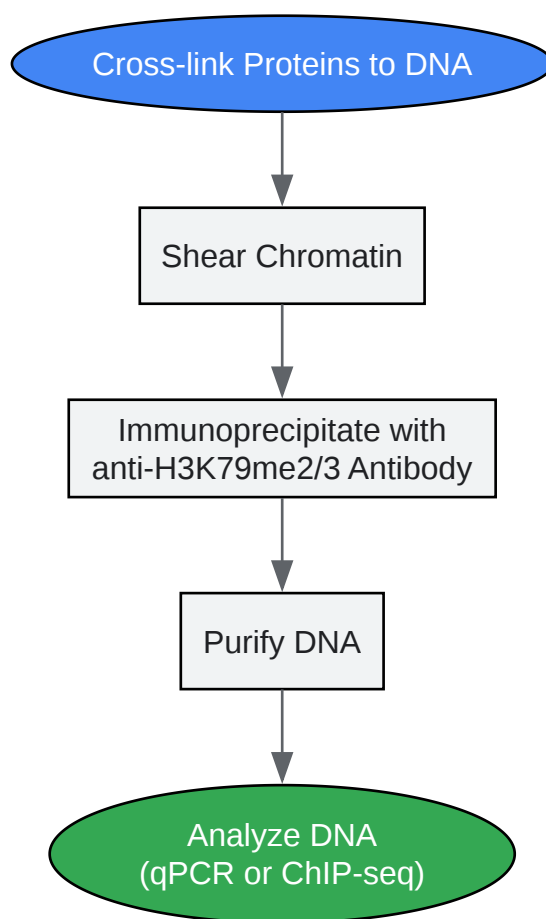 Cross-link Proteins to DNA
Shear Chromatin
Immunoprecipitate with
anti-H3K79me2/3 Antibody
Purify DNA
Analyze DNA
(qPCR or ChIP-seq)